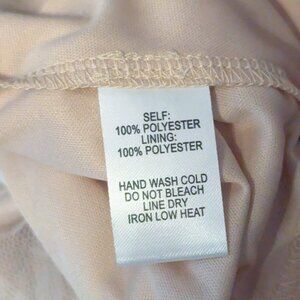 SELF:
100% POLYESTER
LINING:
100% POLYESTER
HAND WASH COLD
DO NOT BLEACH
LINE DRY
IRON LOW HEAT